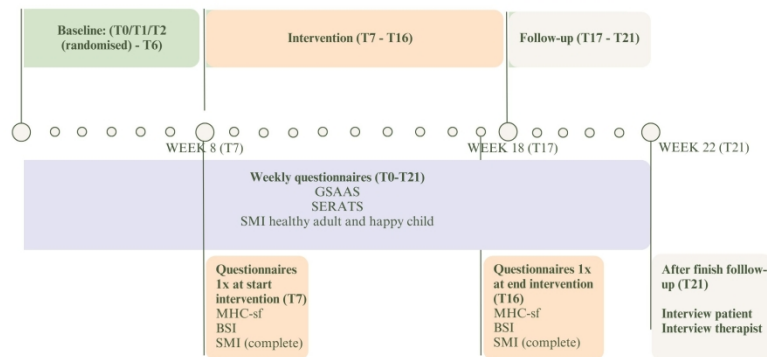 Baseline: (T0/T1/T2
(randomised) - T6)
Intervention (T7 - T16)
Follow-up (T17 - T21)
WEEK 8 (T7)
WEEK 18 (T17)
WEEK 22 (T21)
Weekly questionnaires (T0-T21)
GSAAS
SERATS
SMI healthy adult and happy child
Questionnaires
1x at start
intervention (T7)
MHC-sf
BSI
SMI (complete)
Questionnaires 1x
at end intervention
(T16)
MHC-sf
BSI
SMI (complete)
After finish folllow-
up (T21)
Interview patient
Interview therapist